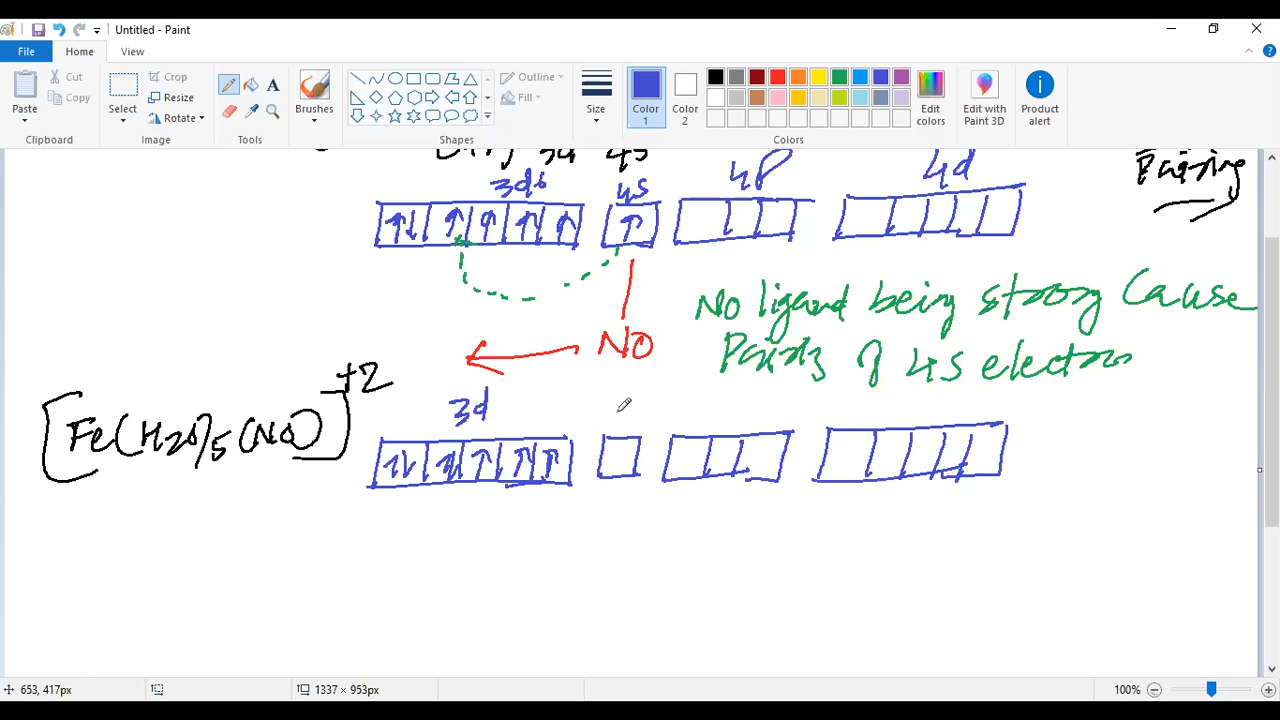 Untitled - Paint
File
Home
View
Paste
Cut
Copy
Clipboard
Select
Crop
Resize
Rotate
Image
Tools
Brushes
Shapes
Outline
Fill
Size
Color
1
Color
2
Colors
Edit
colors
Edit with
Paint 3D
Product
alert
4s
Pairing
3d6
4s
4P
4d
No ligand being strong Cause
Pairing of 4s electron
NO
[Fe(H2O)5(NO)]+2
3d
653, 417px
1337 × 953px
100%